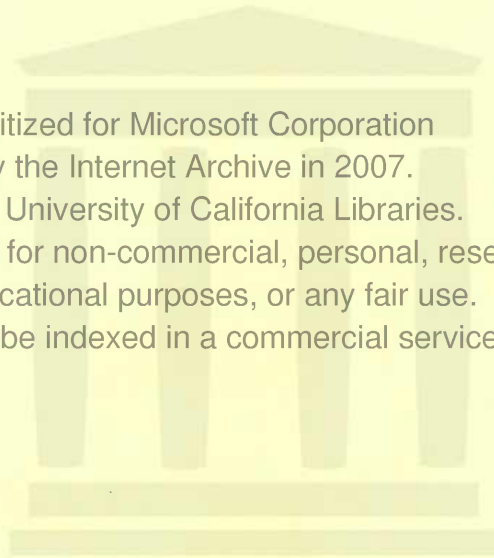 itized for Microsoft Corporation
the Internet Archive in 2007.
University of California Libraries.
for non-commercial, personal,
cational purposes, or any fair use.
be indexed in a commercial service